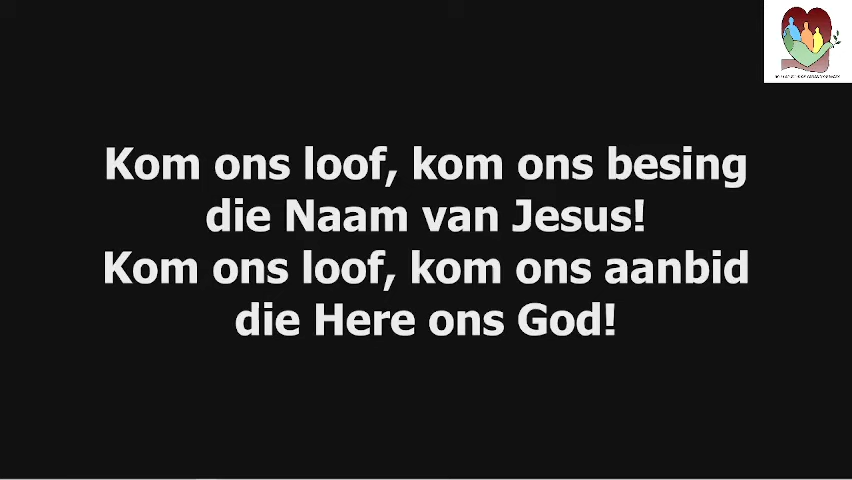 Kom ons loof, kom ons besing
die Naam van Jesus!
Kom ons loof, kom ons aanbid
die Here ons God!